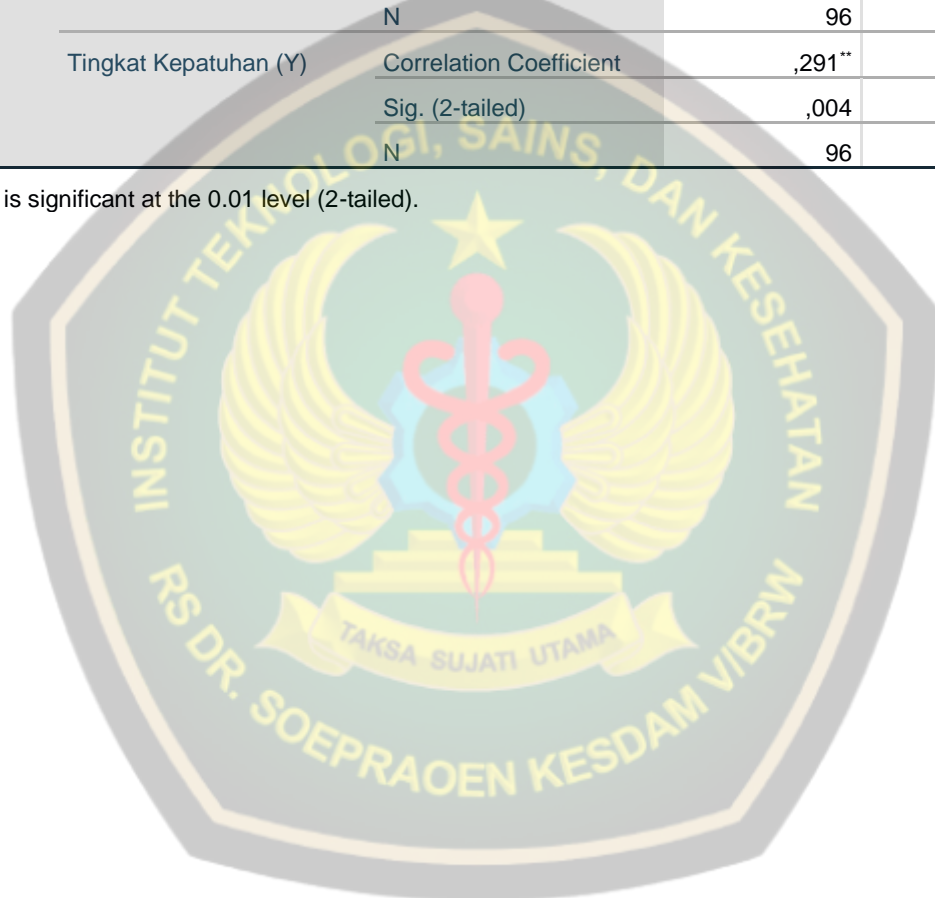 N 96
Tingkat Kepatuhan (Y) Correlation Coefficient ,291**
Sig. (2-tailed) ,004
N 96
is significant at the 0.01 level (2-tailed).
INSTITUT TEKNOLOGI, SAINS, DAN KESEHATAN
TAKSA SUJATI UTAMA
RS DR. SOEPRAOEN KESDAM V/BRW